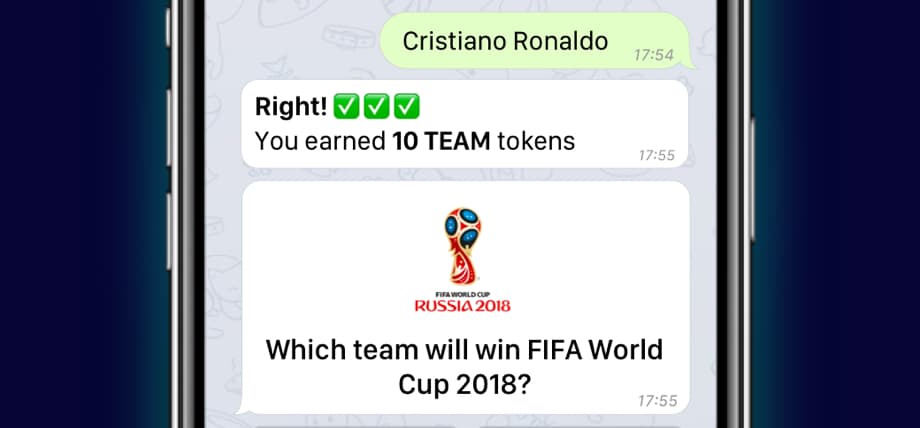 Cristiano Ronaldo
17:54
Right! ✅✅✅
You earned 10 TEAM tokens
17:55
FIFA WORLD CUP
RUSSIA 2018
Which team will win FIFA World
Cup 2018?
17:55